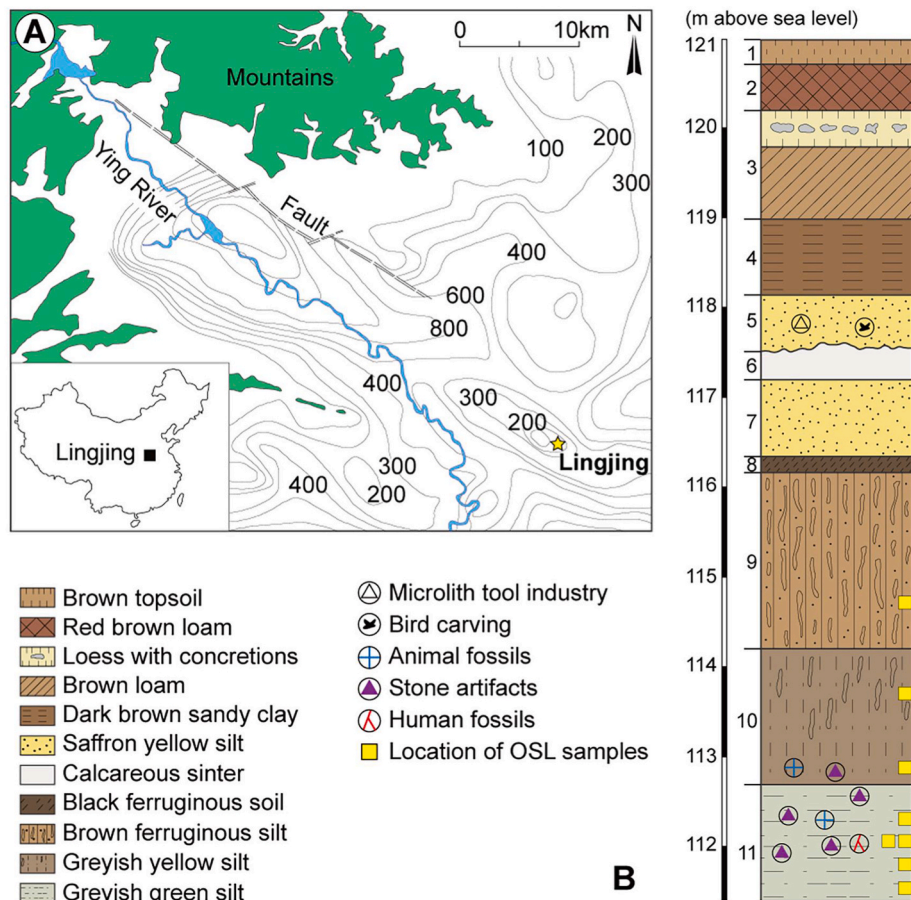 A
0 10km
N
Mountains
Ying River
Fault
100
200
300
400
600
800
400
300
200
Lingjing
300
400
200
Lingjing
(m above sea level)
121
120
119
118
117
116
115
114
113
112
1
2
3
4
5
6
7
8
9
10
11
Brown topsoil
Red brown loam
Loess with concretions
Brown loam
Dark brown sandy clay
Saffron yellow silt
Calcareous sinter
Black ferruginous soil
Brown ferruginous silt
Greyish yellow silt
Greyish green silt
Microlith tool industry
Bird carving
Animal fossils
Stone artifacts
Human fossils
Location of OSL samples
B